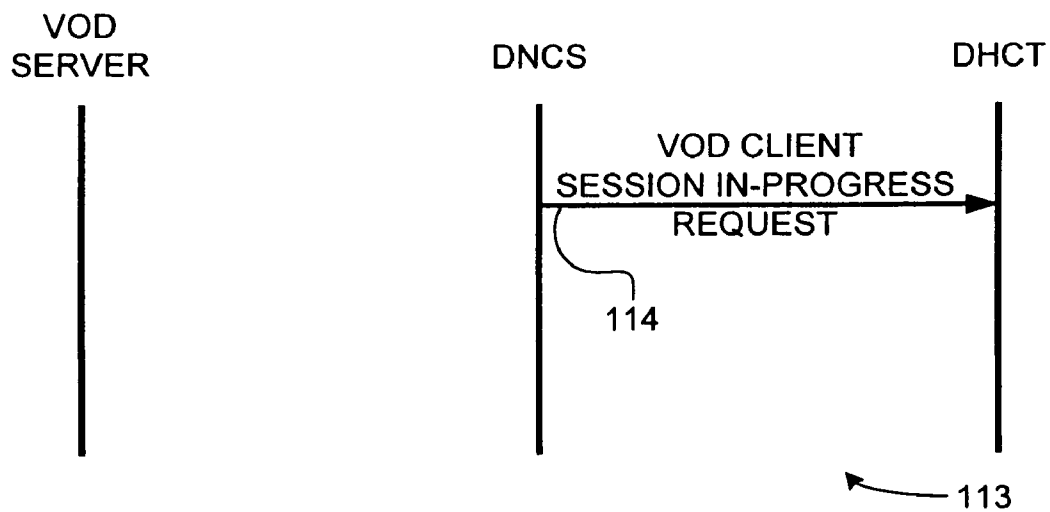 VOD
SERVER
DNCS
DHCT
VOD CLIENT
SESSION IN-PROGRESS
REQUEST
114
113